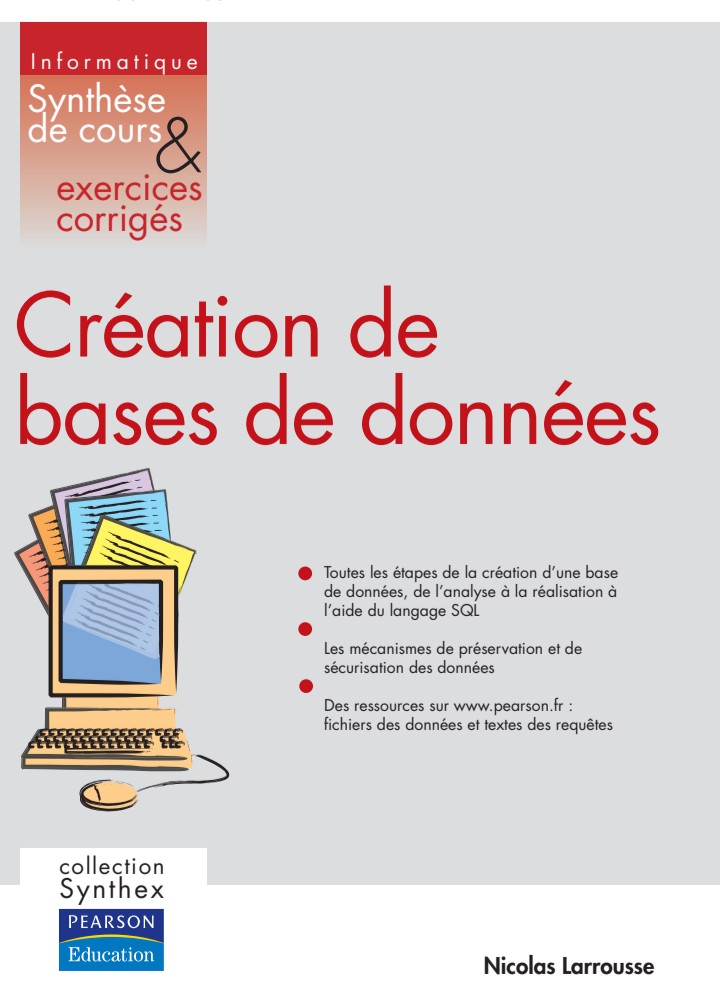 Informatique
Synthèse
de cours
&
exercices
corrigés
Création de
bases de données
Toutes les étapes de la création d'une base
de données, de l'analyse à la réalisation à
l'aide du langage SQL
Les mécanismes de préservation et de
sécurisation des données
Des ressources sur www.pearson.fr :
fichiers des données et textes des requêtes
collection
Synthex
PEARSON
Education
Nicolas Larrousse